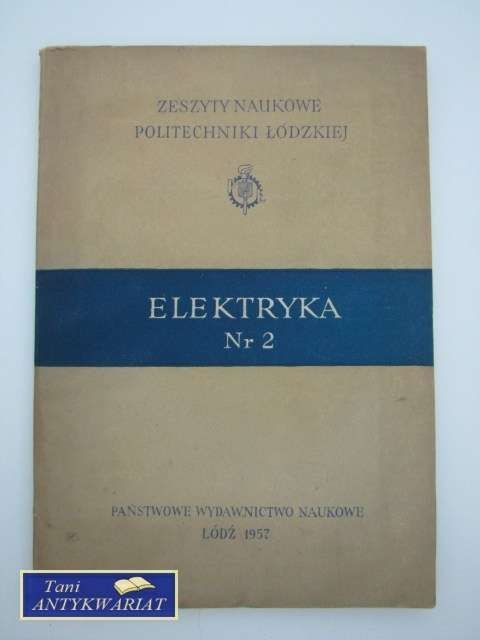 ZESZYTY NAUKOWE
POLITECHNIKI ŁÓDZKIEJ
ELEKTRYKA
Nr 2
PAŃSTWOWE WYDAWNICTWO NAUKOWE
ŁÓDŹ 1957
Tani
ANTYKWARIAT